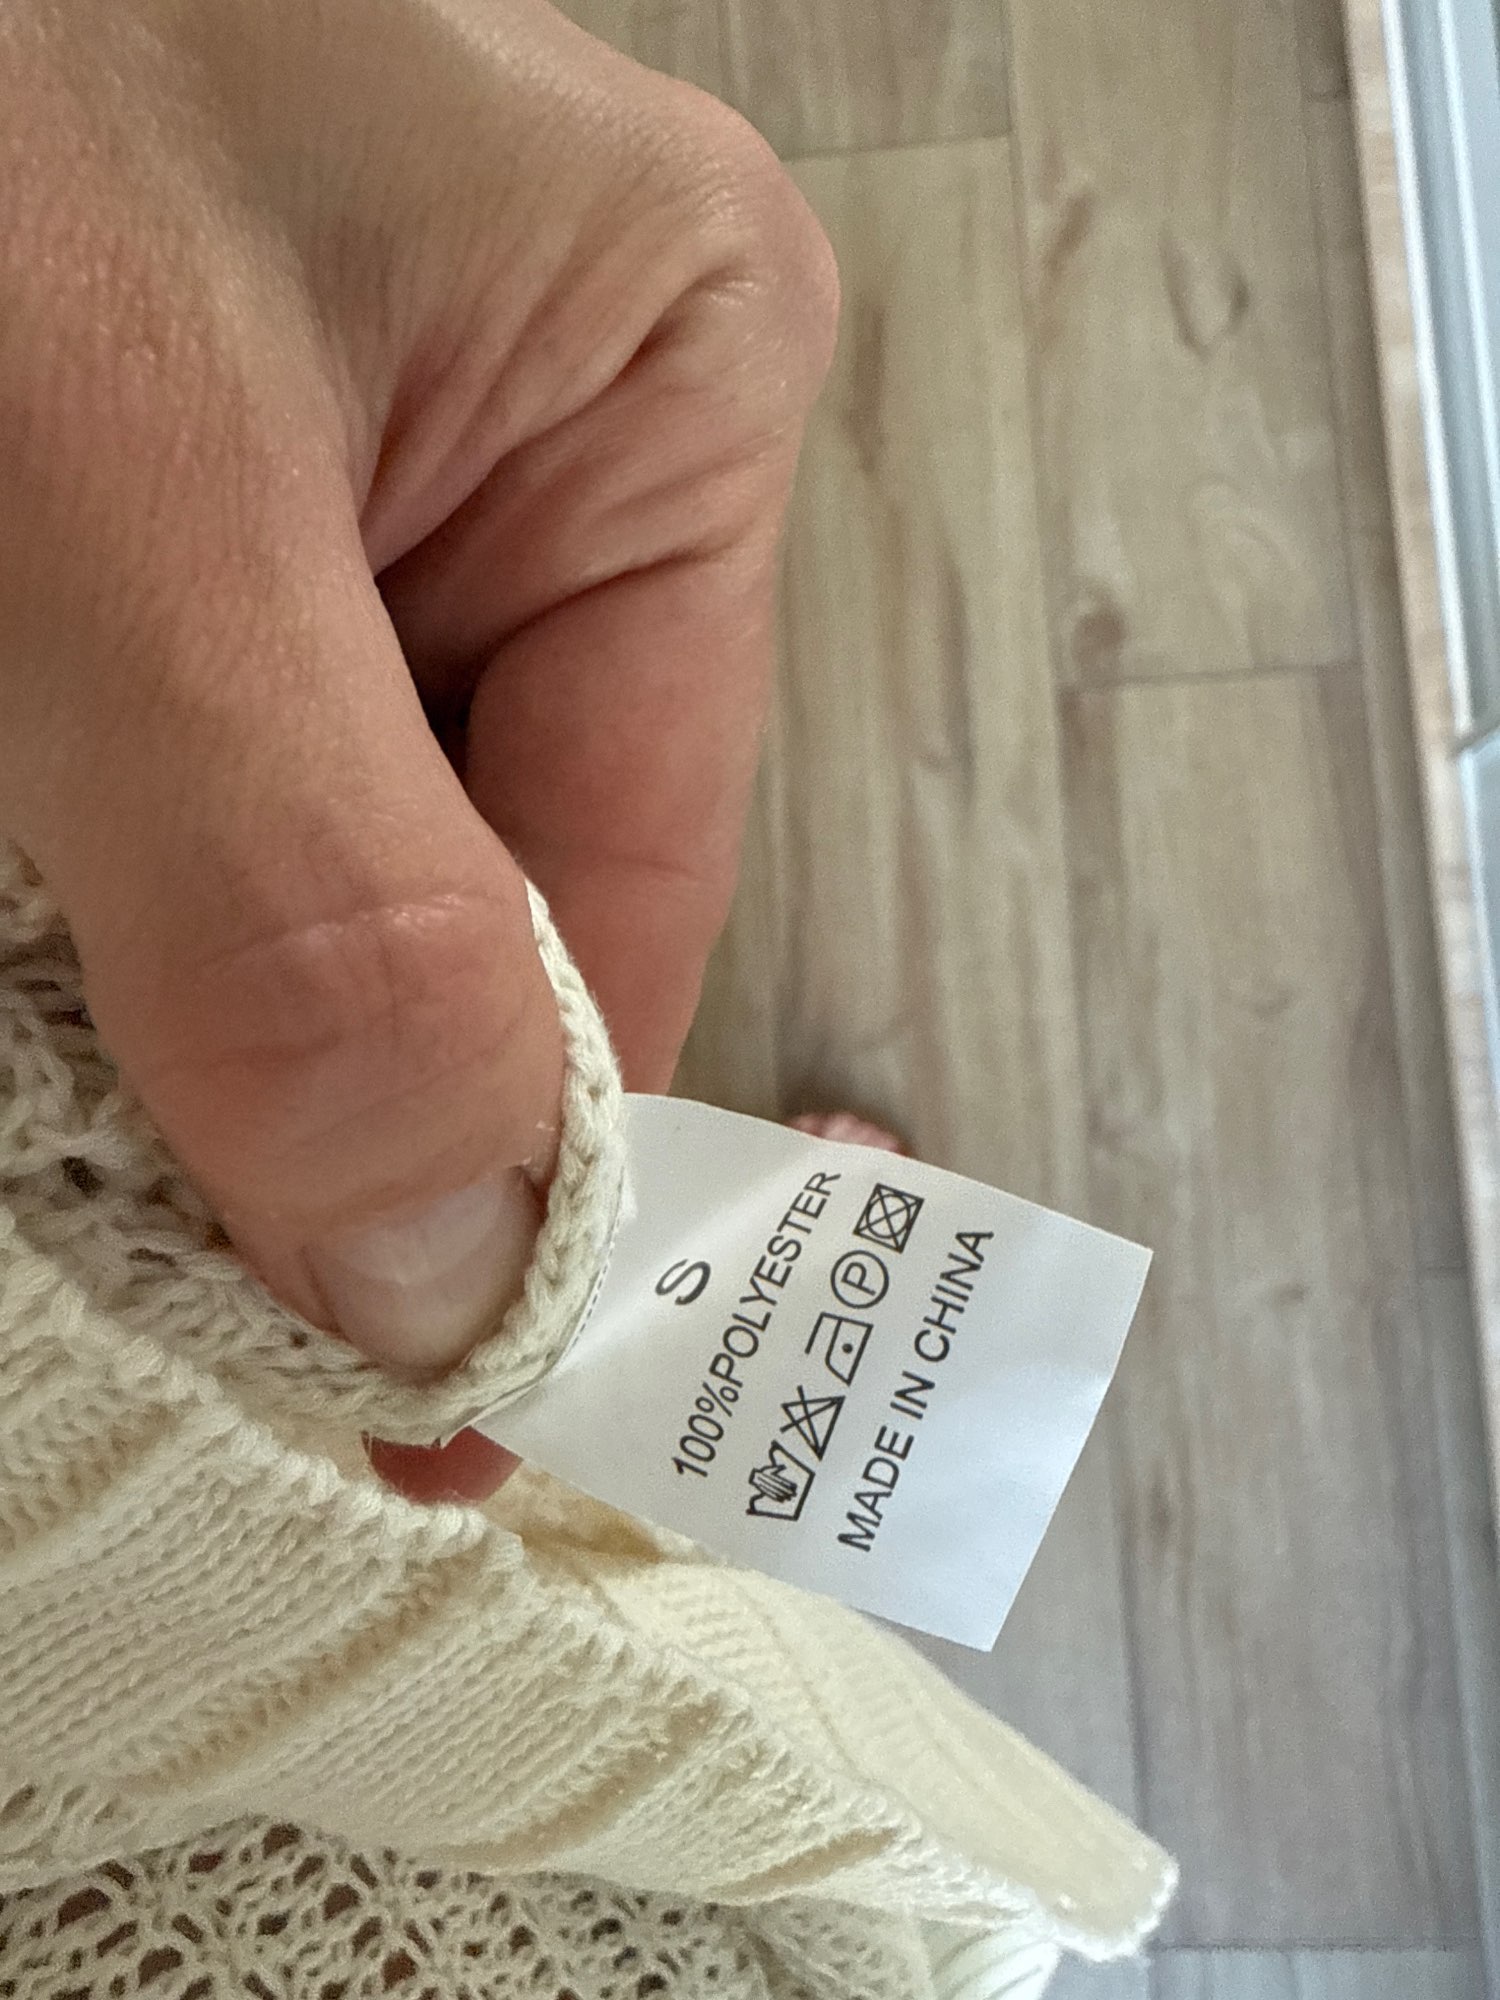 S
100%POLYESTER
P
MADE IN CHINA